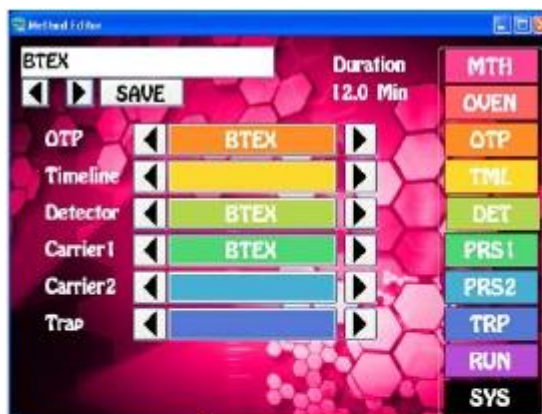 Method Editor
BTEX
Duration
SAVE
12.0 Min
OTP BTEX
Timeline
Detector BTEX
Carrier1 BTEX
Carrier2
Trap
MTH
OVEN
OTP
TML
DET
PRS1
PRS2
TRP
RUN
SYS